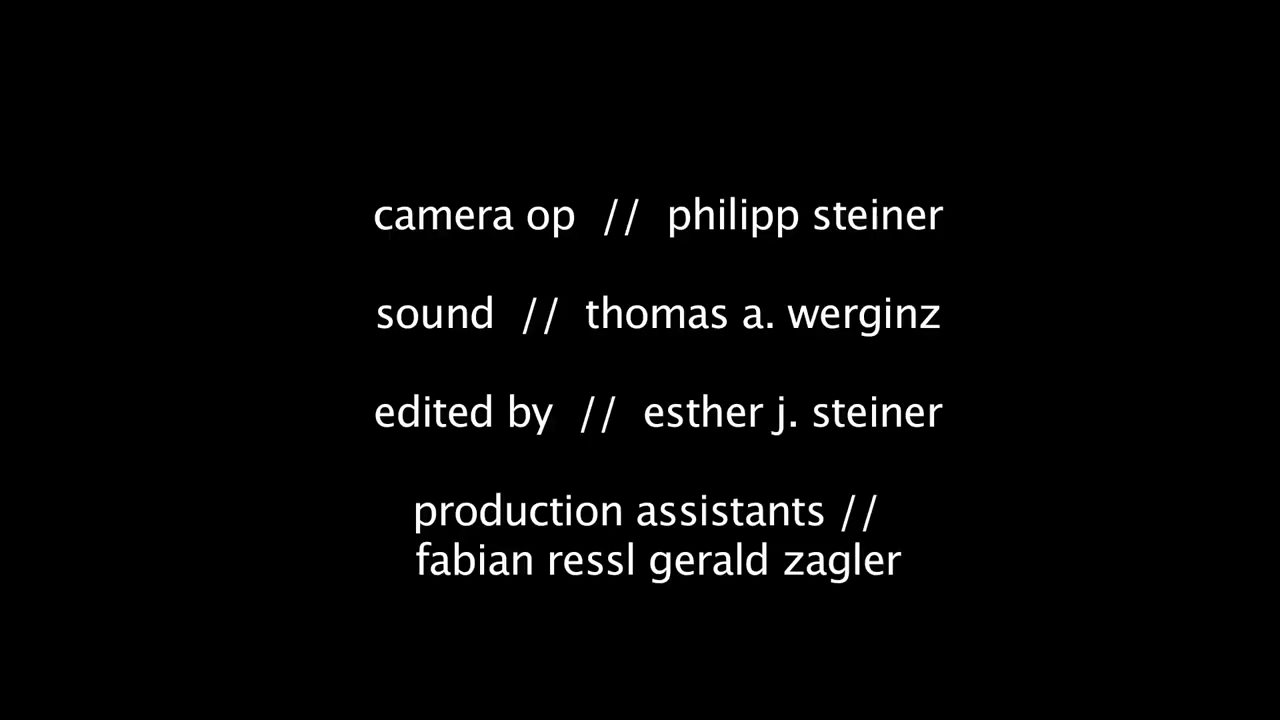 camera op // philipp steiner
sound // thomas a. werginz
edited by // esther j. steiner
production assistants //
fabian ressl gerald zagler